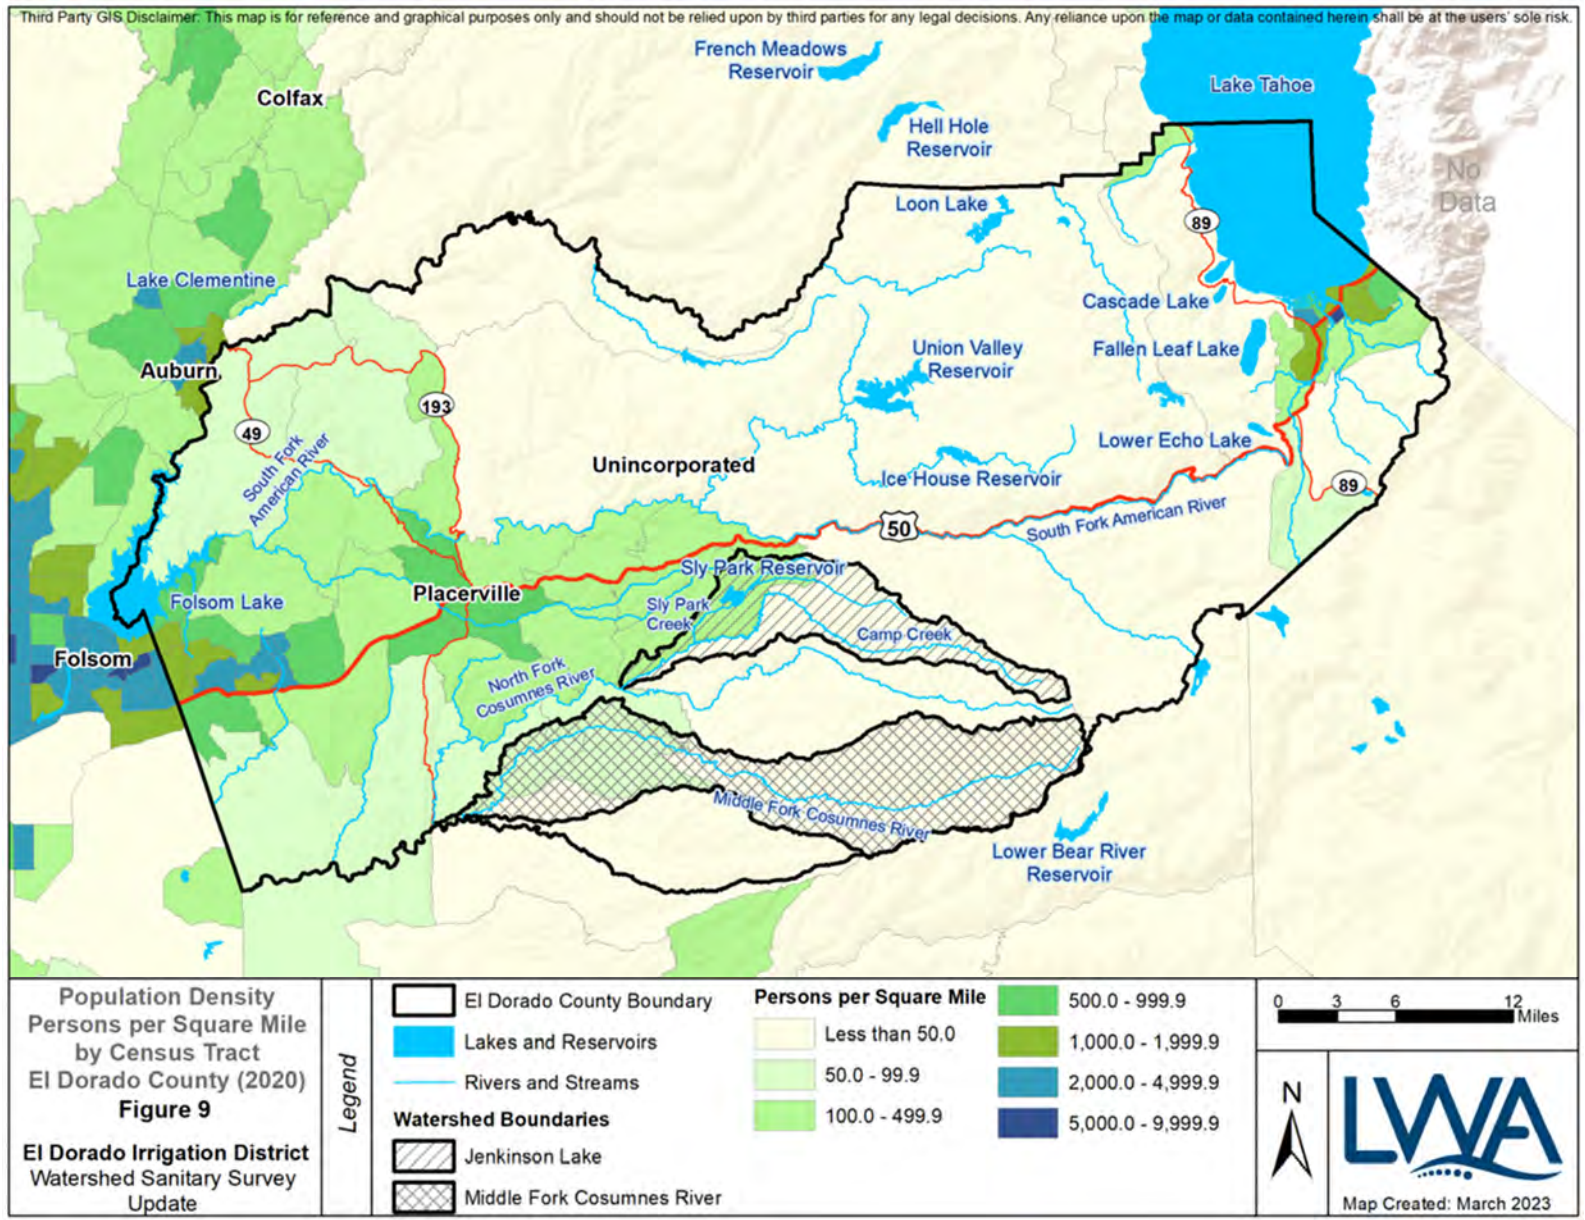 Third Party GIS Disclaimer: This map is for reference and graphical purposes only and should not be relied upon by third parties for any legal decisions. Any reliance upon the map or data contained herein shall be at the users' sole risk.
French Meadows
Reservoir
Lake Tahoe
Colfax
Hell Hole
Reservoir
No
Data
Loon Lake
89
Lake Clementine
Cascade Lake
Union Valley
Reservoir
Fallen Leaf Lake
Auburn
193
49
South Fork
American River
Lower Echo Lake
Unincorporated
Ice House Reservoir
89
50
South Fork American River
Sly Park Reservoir
Placerville
Folsom Lake
Sly Park
Creek
Camp Creek
Folsom
North Fork
Cosumnes River
Middle Fork Cosumnes River
Lower Bear River
Reservoir
Population Density
Persons per Square Mile
by Census Tract
El Dorado County (2020)
Figure 9
El Dorado Irrigation District
Watershed Sanitary Survey
Update
Legend
El Dorado County Boundary
Lakes and Reservoirs
Rivers and Streams
Watershed Boundaries
Jenkinson Lake
Middle Fork Cosumnes River
Persons per Square Mile
Less than 50.0
50.0 - 99.9
100.0 - 499.9
500.0 - 999.9
1,000.0 - 1,999.9
2,000.0 - 4,999.9
5,000.0 - 9,999.9
0 3 6 12
Miles
N
LWA
Map Created: March 2023